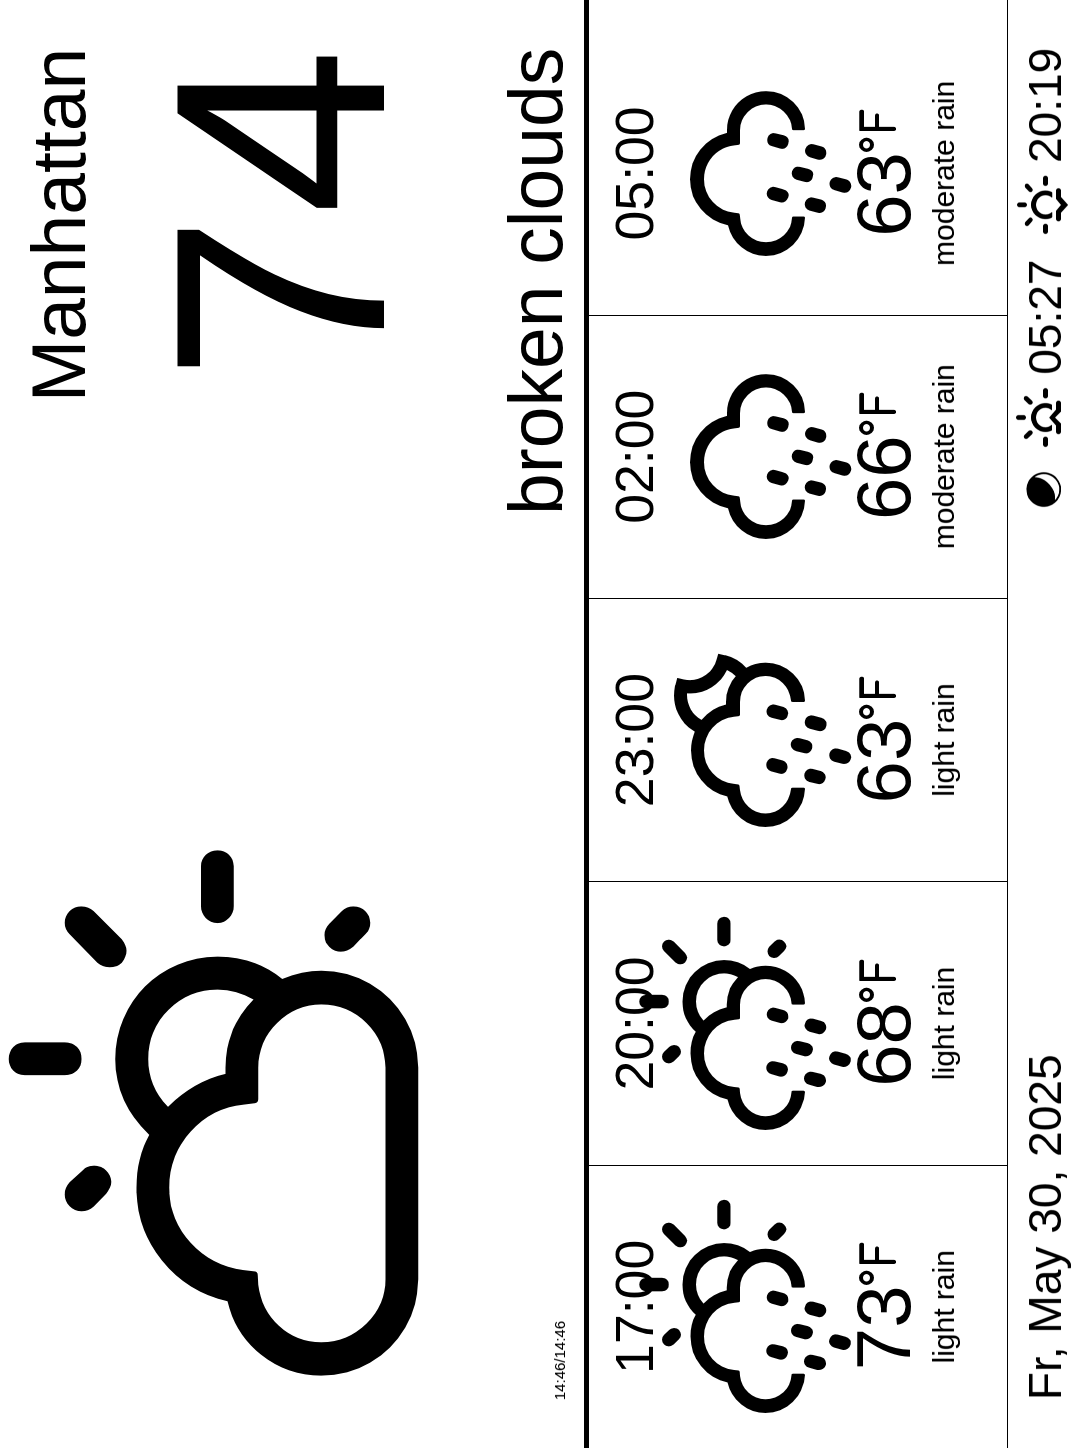 Manhattan
74
broken clouds
14:46/14:46
17:00 20:00 23:00 02:00 05:00
73°F 68°F 63°F 66°F 63°F
light rain light rain light rain moderate rain moderate rain
Fr, May 30, 2025 05:27 20:19